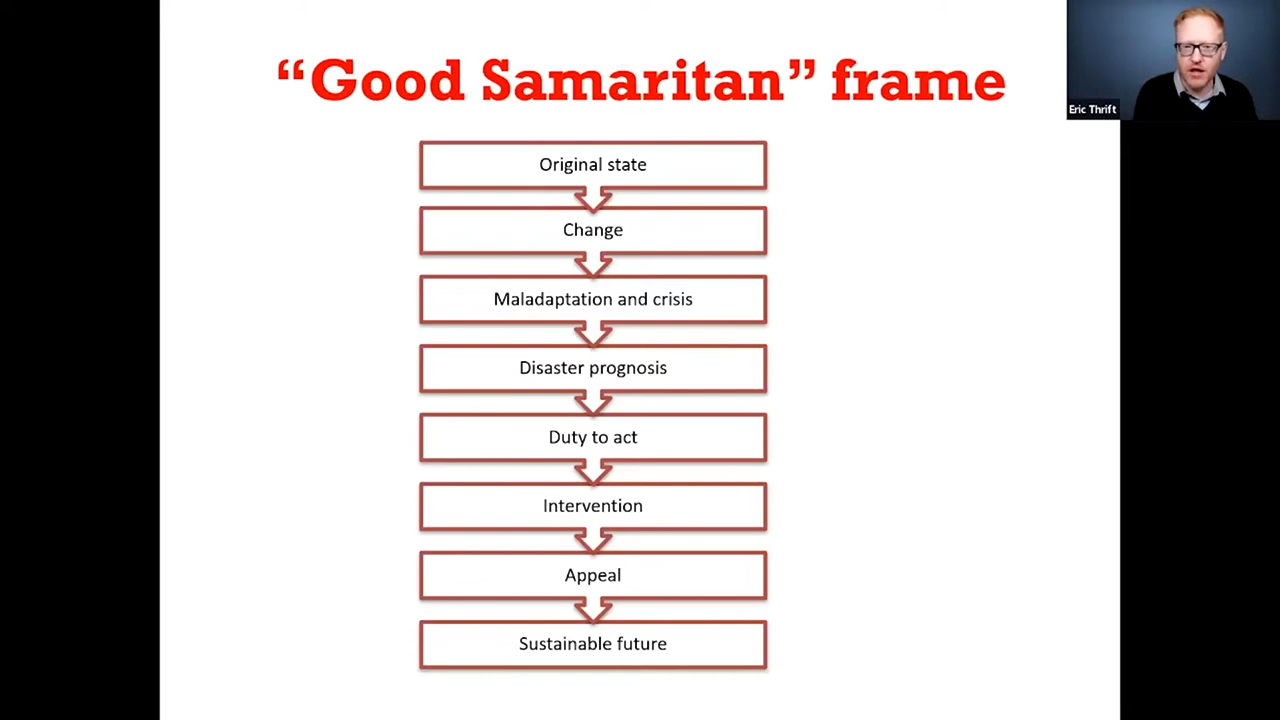 “Good Samaritan” frame
Eric Thrift
Original state
Change
Maladaptation and crisis
Disaster prognosis
Duty to act
Intervention
Appeal
Sustainable future